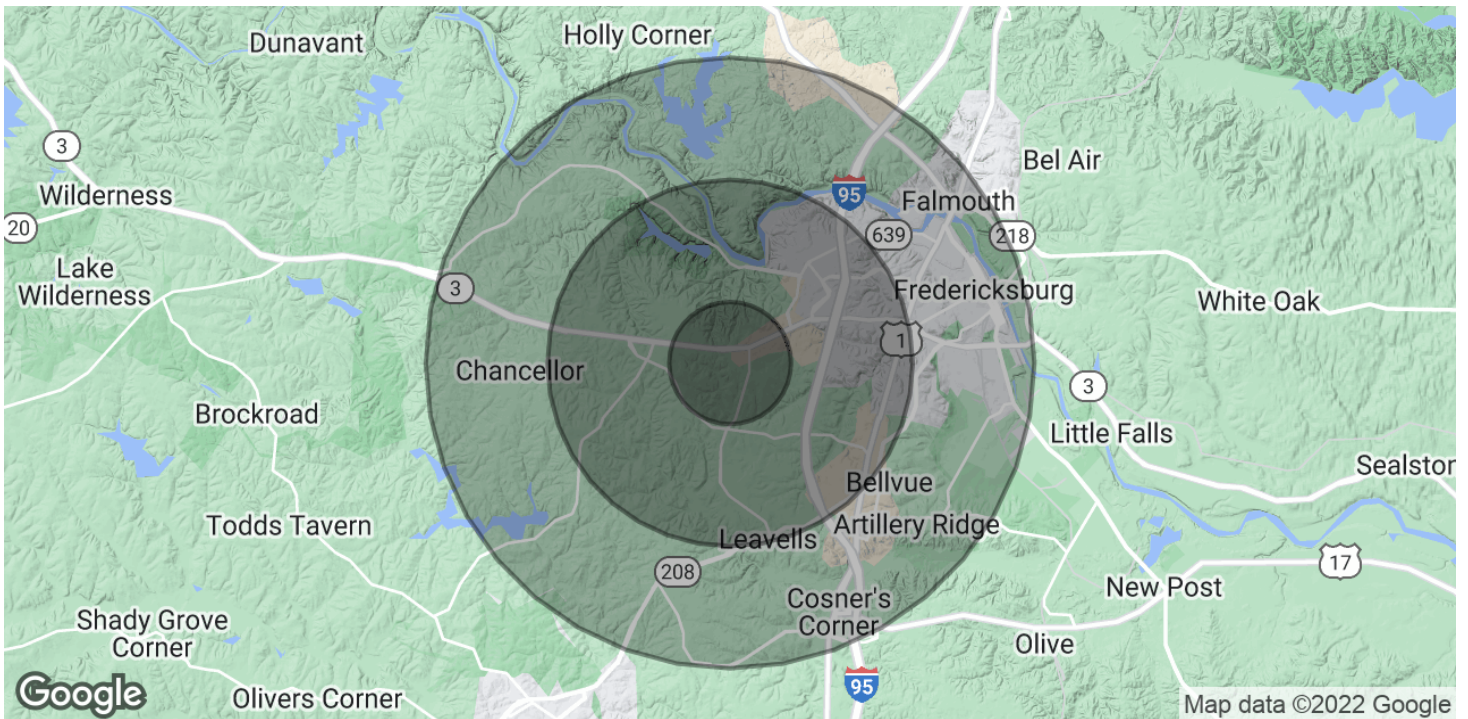 Dunavant
Holly Corner
3
Bel Air
Wilderness
95
Falmouth
20
639
218
Lake
Wilderness
3
Fredericksburg
White Oak
1
Chancellor
3
Brockroad
Little Falls
Sealston
Bellvue
Todds Tavern
Artillery Ridge
Leavells
17
208
New Post
Cosner's
Corner
Shady Grove
Corner
Olive
95
Google
Olivers Corner
Map data ©2022 Google